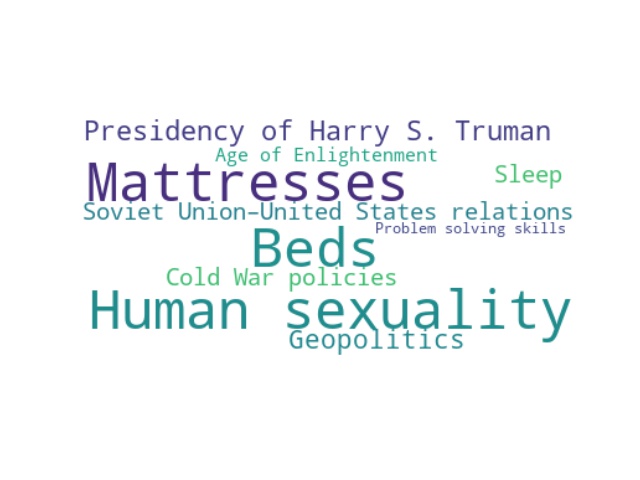 Presidency of Harry S. Truman
Age of Enlightenment
Mattresses
Sleep
Soviet Union–United States relations
Problem solving skills
Beds
Cold War policies
Human sexuality
Geopolitics